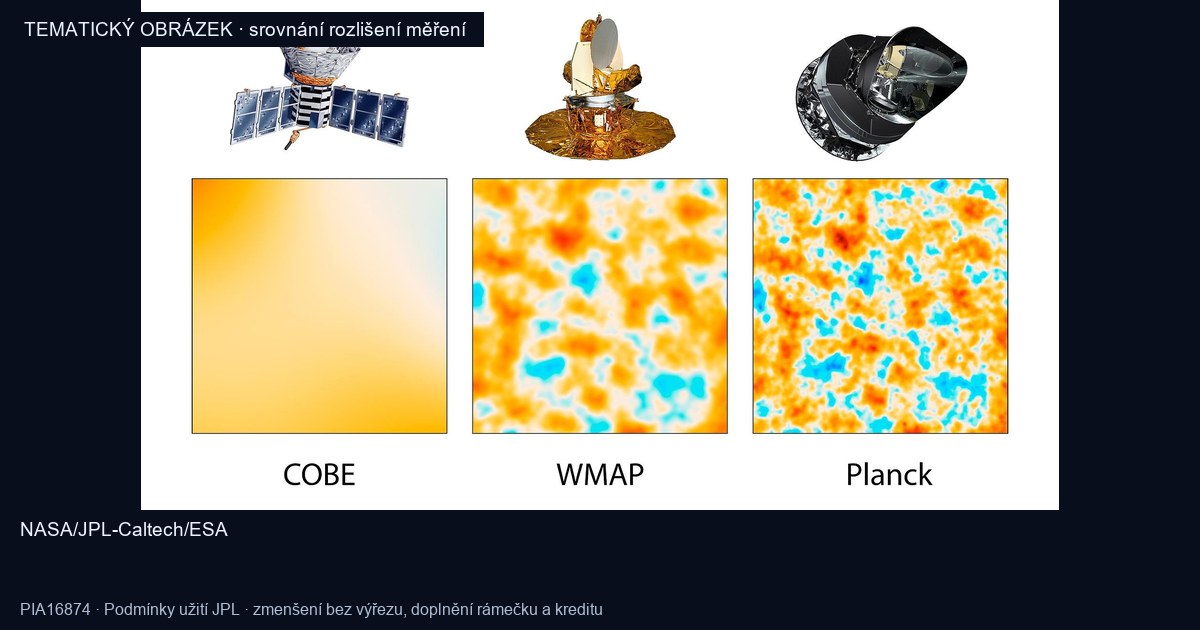 TEMATICKÝ OBRÁZEK · srovnání rozlišení měření
COBE
WMAP
Planck
NASA/JPL-Caltech/ESA
PIA16874 · Podmínky užití JPL · zmenšení bez výřezu, doplnění rámečku a kreditu